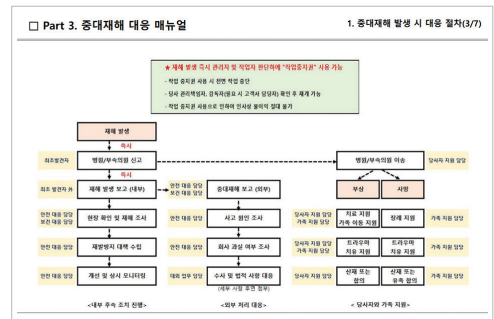 □ Part 3. 중대재해 대응 매뉴얼
1. 중대재해 발생 시 대응 절차(3/7)
★ 재해 발생 즉시 관리자 및 작업자 판단하에 "작업중지권" 사용 가능
- 작업 중지권 사용 시 전면 작업 중단
- 당사 관리책임자, 감독자(필요 시 고객사 담당자) 확인 후 재개 가능
- 작업 중지권 사용으로 인하여 인사상 불이익 절대 불가
재해 발생
즉시
최초발견자
병원/부속의원 신고
병원/부속의원 이송
당사자 지원 담당
즉시
최초 발견자 外
재해 발생 보고 (내부)
안전 대응 담당
보건 대응 담당
중대재해 보고 (외부)
부상
사망
안전 대응 담당
보건 대응 담당
현장 확인 및 재해 조사
안전 대응 담당
사고 원인 조사
당사자 지원 담당
가족 지원 담당
치료 지원
가족 이동 지원
장례 지원
가족 지원 담당
안전 대응 담당
재발방지 대책 수립
안전 대응 담당
회사 과실 여부 조사
당사자 지원 담당
가족 지원 담당
트라우마
치유 지원
트라우마
치유 지원
가족 지원 담당
안전 대응 담당
개선 및 상시 모니터링
대외 업무 담당
수사 및 법적 사항 대응
(세부 사항 후면 첨부)
당사자 지원 담당
산재 또는
합의
산재 또는
유족 합의
가족 지원 담당
<내부 후속 조치 진행>
<외부 처리 대응>
< 당사자와 가족 지원>